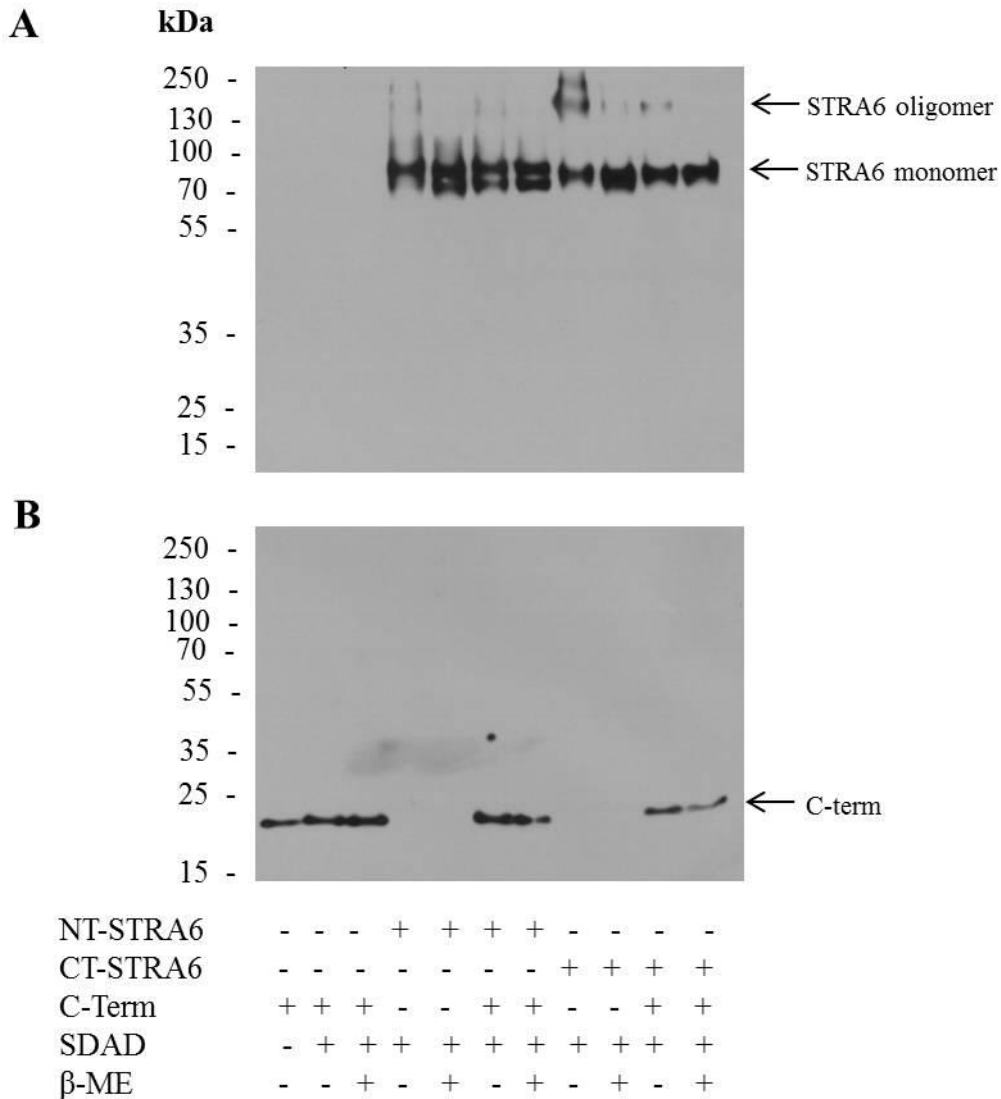 A kDa
250 -
130 -
100 -
70 -
55 -
35 -
25 -
15 -
← STRA6 oligomer
← STRA6 monomer
B
250 -
130 -
100 -
70 -
55 -
35 -
25 -
15 -
← C-term
NT-STRA6 - - - + + + + - - - -
CT-STRA6 - - - - - - - + + + +
C-Term + + + - - + + - - + +
SDAD - + + + + + + + + + +
β-ME - - + - + - + - + - +